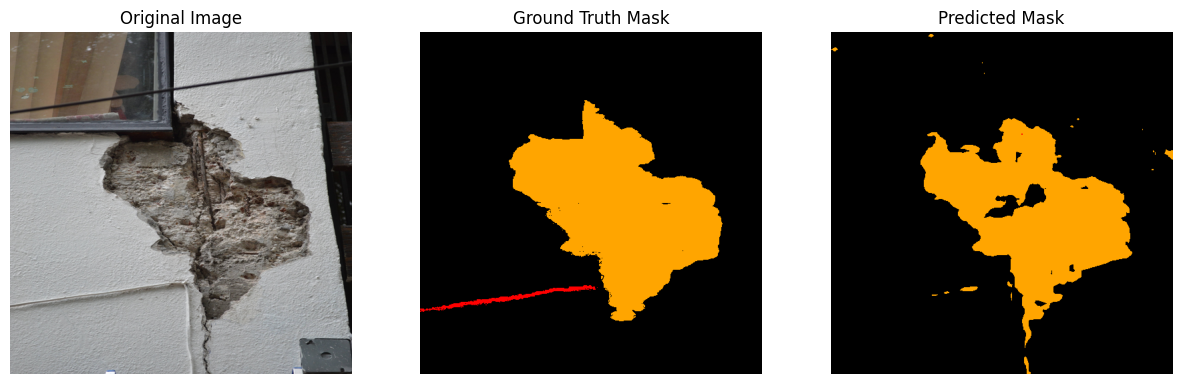 Original Image
Ground Truth Mask
Predicted Mask